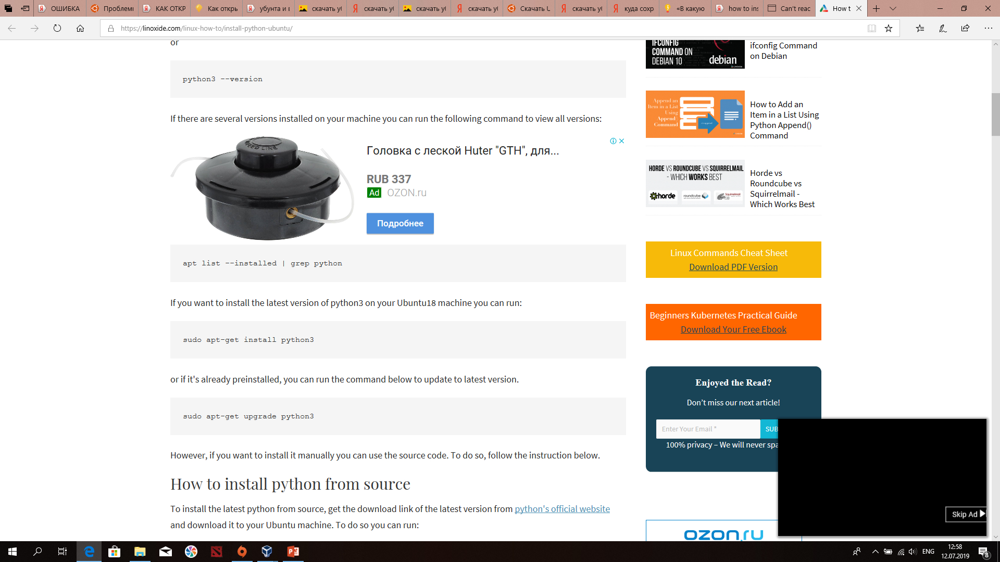 ОШИБКА
Проблемы
КАК ОТКР
Как откры
убунта и в
скачать уб
скачать уб
скачать уб
скачать уб
Скачать U
скачать уб
куда сохр
«В какую
how to ins
Can't reac
How t
https://linoxide.com/linux-how-to/install-python-ubuntu/
or
python3 --version
If there are several versions installed on your machine you can run the following command to view all versions:
Головка с леской Huter "GTH", для...
RUB 337
Ad OZON.ru
Подробнее
apt list --installed | grep python
If you want to install the latest version of python3 on your Ubuntu18 machine you can run:
sudo apt-get install python3
or if it's already preinstalled, you can run the command below to update to latest version.
sudo apt-get upgrade python3
However, if you want to install it manually you can use the source code. To do so, follow the instruction below.
How to install python from source
To install the latest python from source, get the download link of the latest version from python's official website
and download it to your Ubuntu machine. To do so you can run:
IFCONFIG
COMMAND ON
DEBIAN 10
debian
ifconfig Command
on Debian
Append an
Item in a List
Using
Append
Command
How to Add an
Item in a List Using
Python Append()
Command
HORDE VS ROUNDCUBE VS SQUIRRELMAIL
- WHICH WORKS BEST
horde
roundcube
SquirrelMail
Horde vs
Roundcube vs
Squirrelmail -
Which Works Best
Linux Commands Cheat Sheet
Download PDF Version
Beginners Kubernetes Practical Guide
Download Your Free Ebook
Enjoyed the Read?
Don't miss our next article!
Enter Your Email *
SUB
100% privacy – We will never spa
Skip Ad
ozon.ru
ENG
12:58
12.07.2019
8